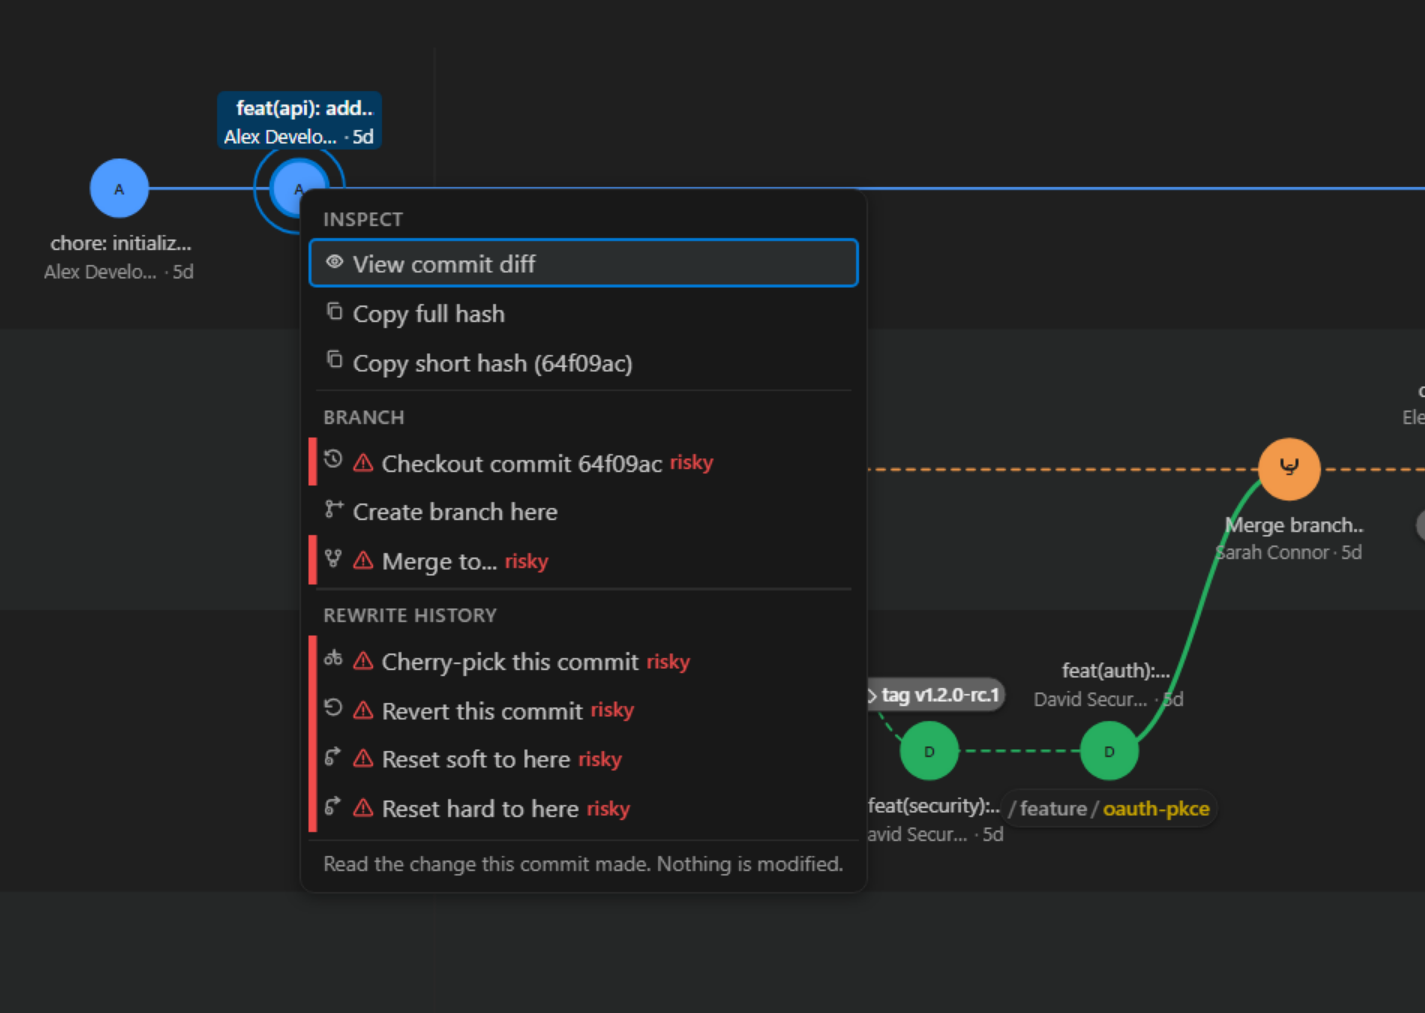 feat(api): add..
Alex Develo... · 5d
A
A
chore: initializ...
Alex Develo... · 5d
INSPECT
View commit diff
Copy full hash
Copy short hash (64f09ac)
BRANCH
Checkout commit 64f09ac risky
Create branch here
Merge to... risky
REWRITE HISTORY
Cherry-pick this commit risky
Revert this commit risky
Reset soft to here risky
Reset hard to here risky
Read the change this commit made. Nothing is modified.
Ele
Merge branch..
Sarah Connor · 5d
feat(auth):...
David Secur... · 5d
tag v1.2.0-rc.1
D
D
feat(security):..
avid Secur... · 5d
/ feature / oauth-pkce